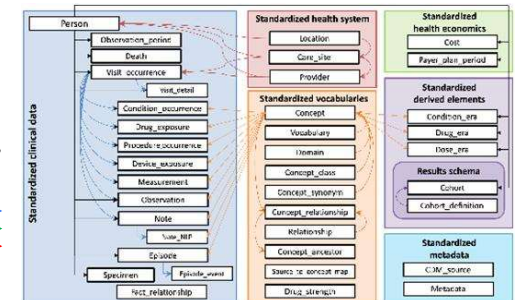 Person
Observation_period
Death
Visit_occurrence
Visit_detail
Condition_occurrence
Drug_exposure
Procedure_occurrence
Device_exposure
Measurement
Observation
Note
Note_NLP
Episode
Specimen
Episode_event
Fact_relationship
Standardized clinical data
Standardized health system
Location
Care_site
Provider
Standardized vocabularies
Concept
Vocabulary
Domain
Concept_class
Concept_synonym
Concept_relationship
Relationship
Concept_ancestor
Source_to_concept_map
Drug_strength
Standardized
health economics
Cost
Payer_plan_period
Standardized
derived elements
Condition_era
Drug_era
Dose_era
Results schema
Cohort
Cohort_definition
Standardized
metadata
CDM_source
Metadata